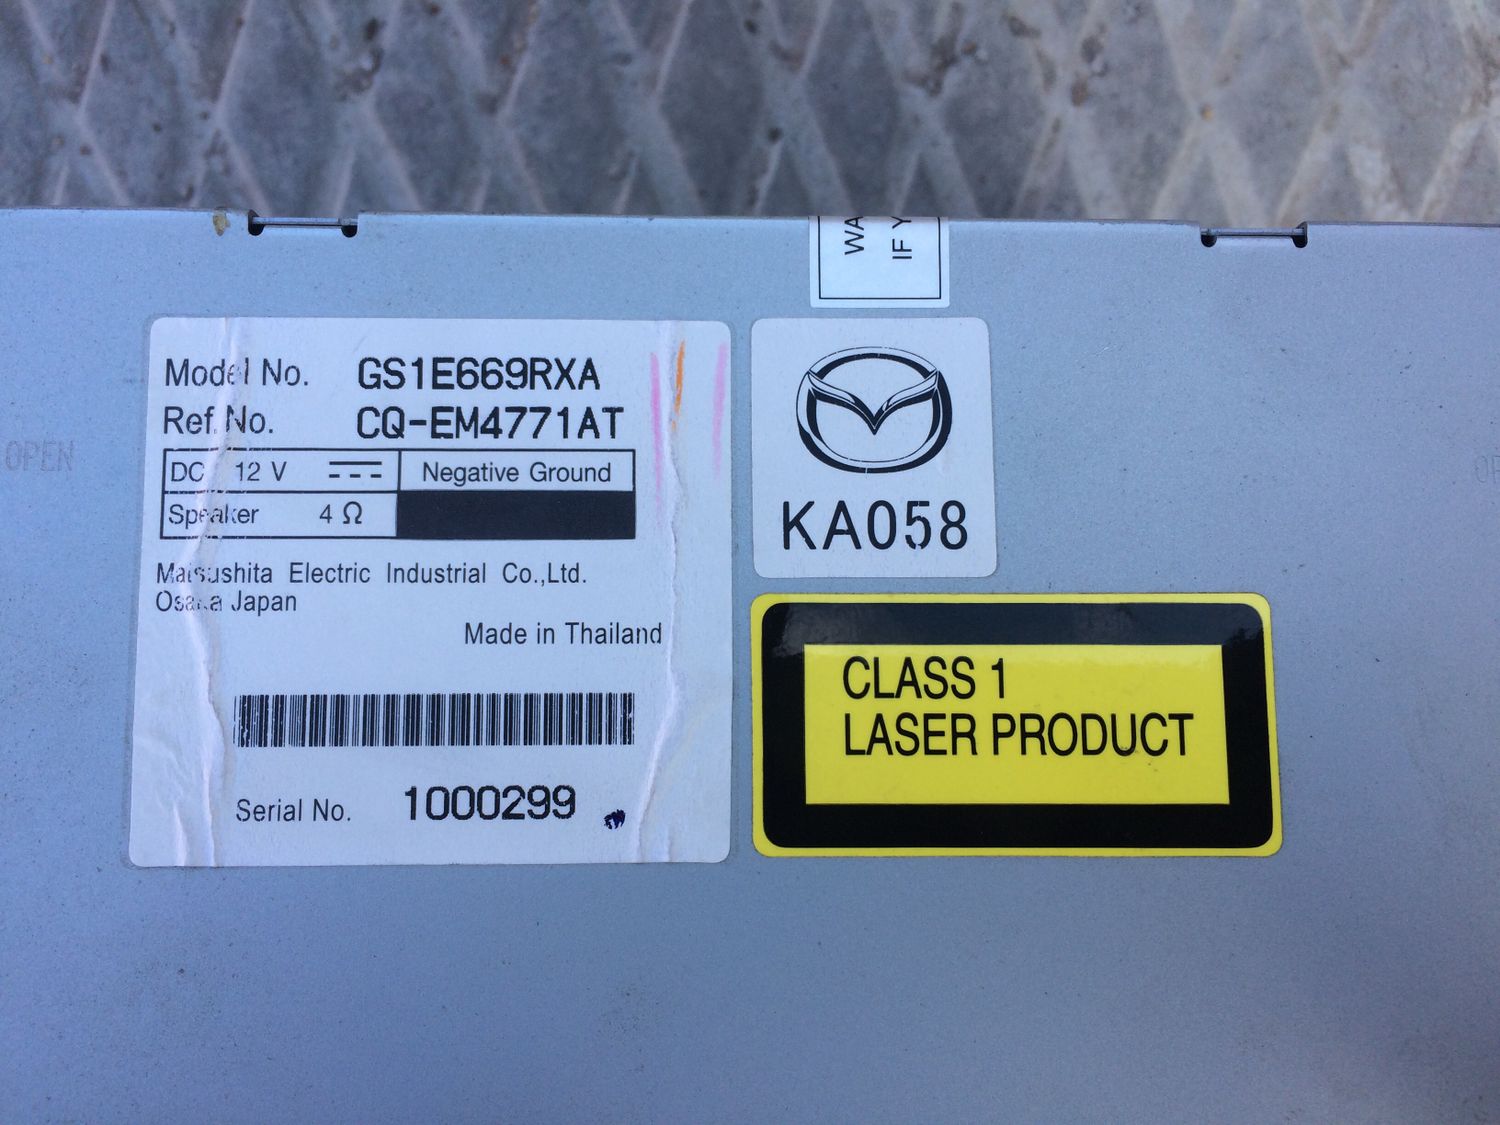 WA
IF Y
Model No. GS1E669RXA
Ref. No. CQ-EM4771AT
DC 12 V Negative Ground
Speaker 4 Ω
Matsushita Electric Industrial Co.,Ltd.
Osaka Japan
Made in Thailand
Serial No. 1000299
KA058
CLASS 1
LASER PRODUCT
OPEN